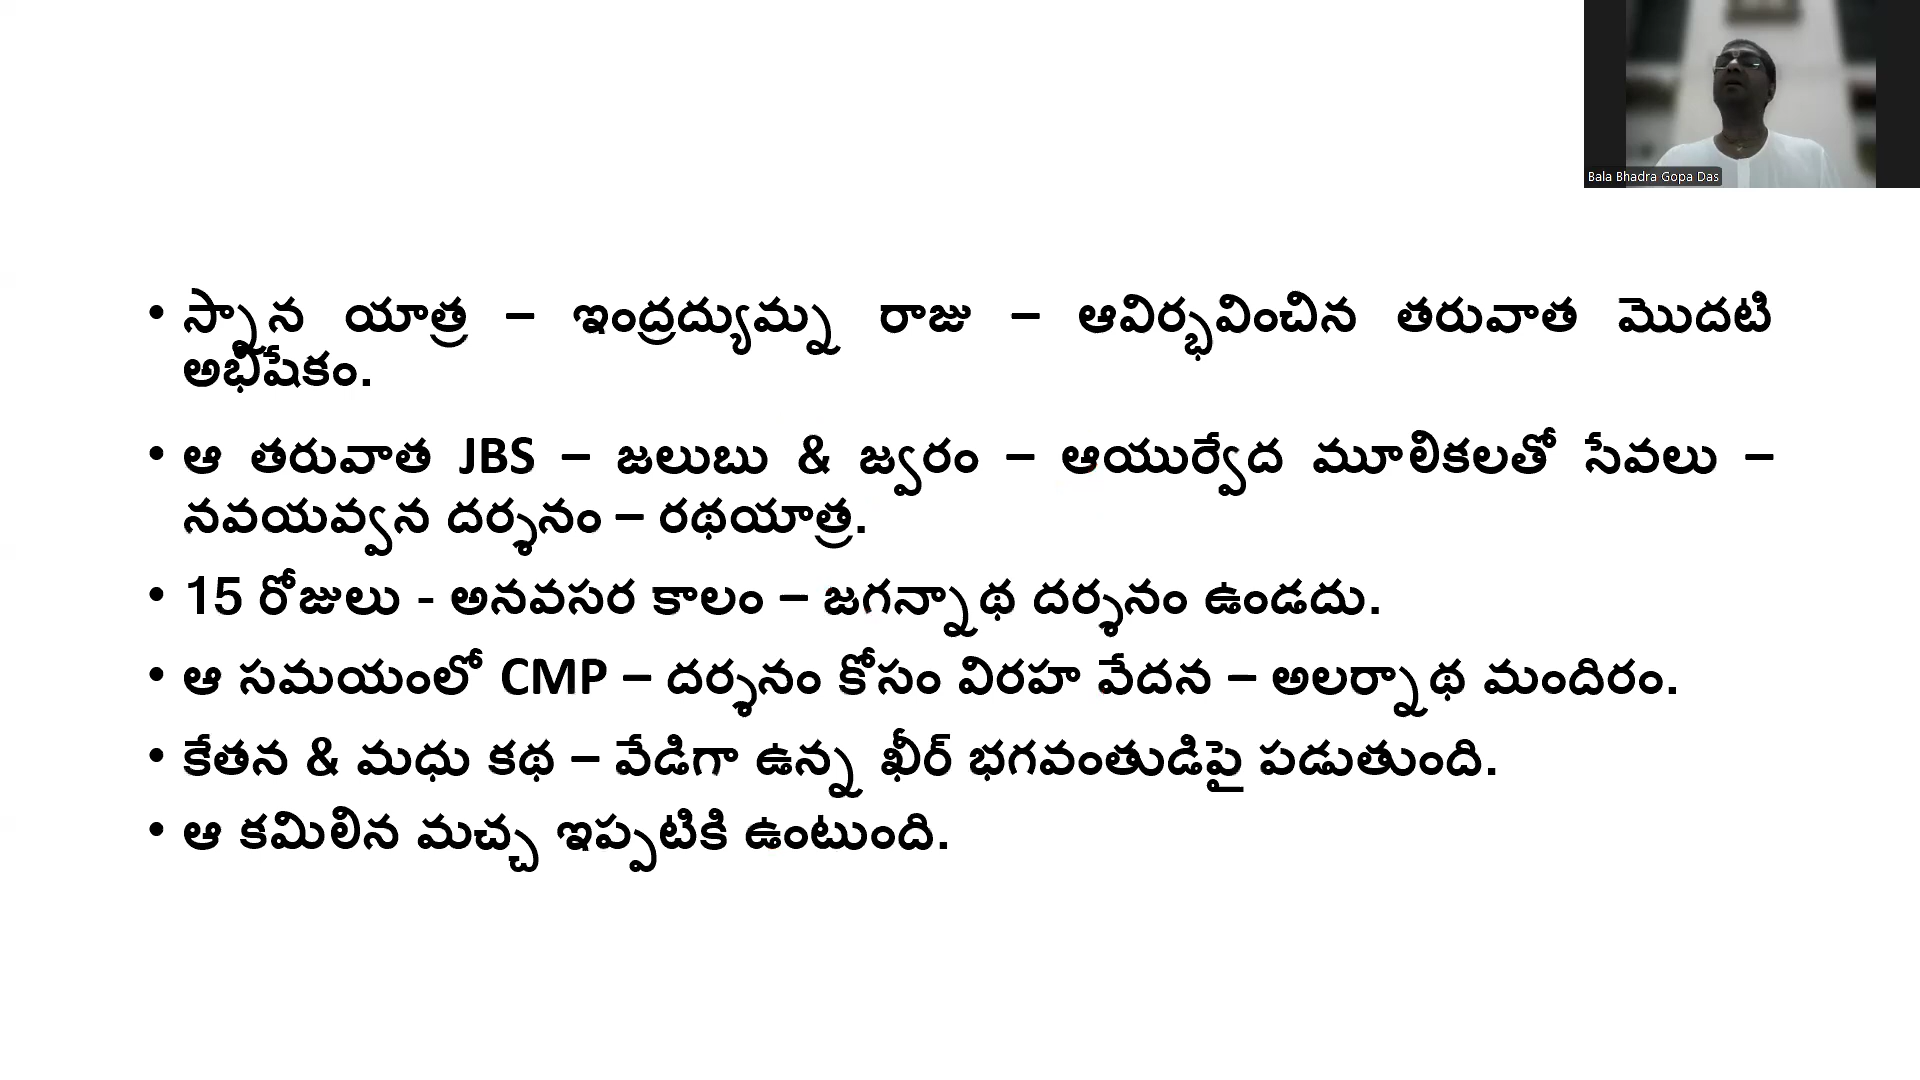 Bala Bhadra Gopa Das
• స్నాన యాత్ర – ఇంద్రద్యుమ్న రాజు – ఆవిర్భవించిన తరువాత మొదటి
అభిషేకం.
• ఆ తరువాత JBS – జలుబు & జ్వరం – ఆయుర్వేద మూలికలతో సేవలు –
నవయవ్వన దర్శనం – రథయాత్ర.
• 15 రోజులు - అనవసర కాలం – జగన్నాథ దర్శనం ఉండదు.
• ఆ సమయంలో CMP – దర్శనం కోసం విరహ వేదన – అలర్నాథ మందిరం.
• కేతన & మధు కథ – వేడిగా ఉన్న ఖీర్ భగవంతుడిపై పడుతుంది.
• ఆ కమిలిన మచ్చ ఇప్పటికి ఉంటుంది.